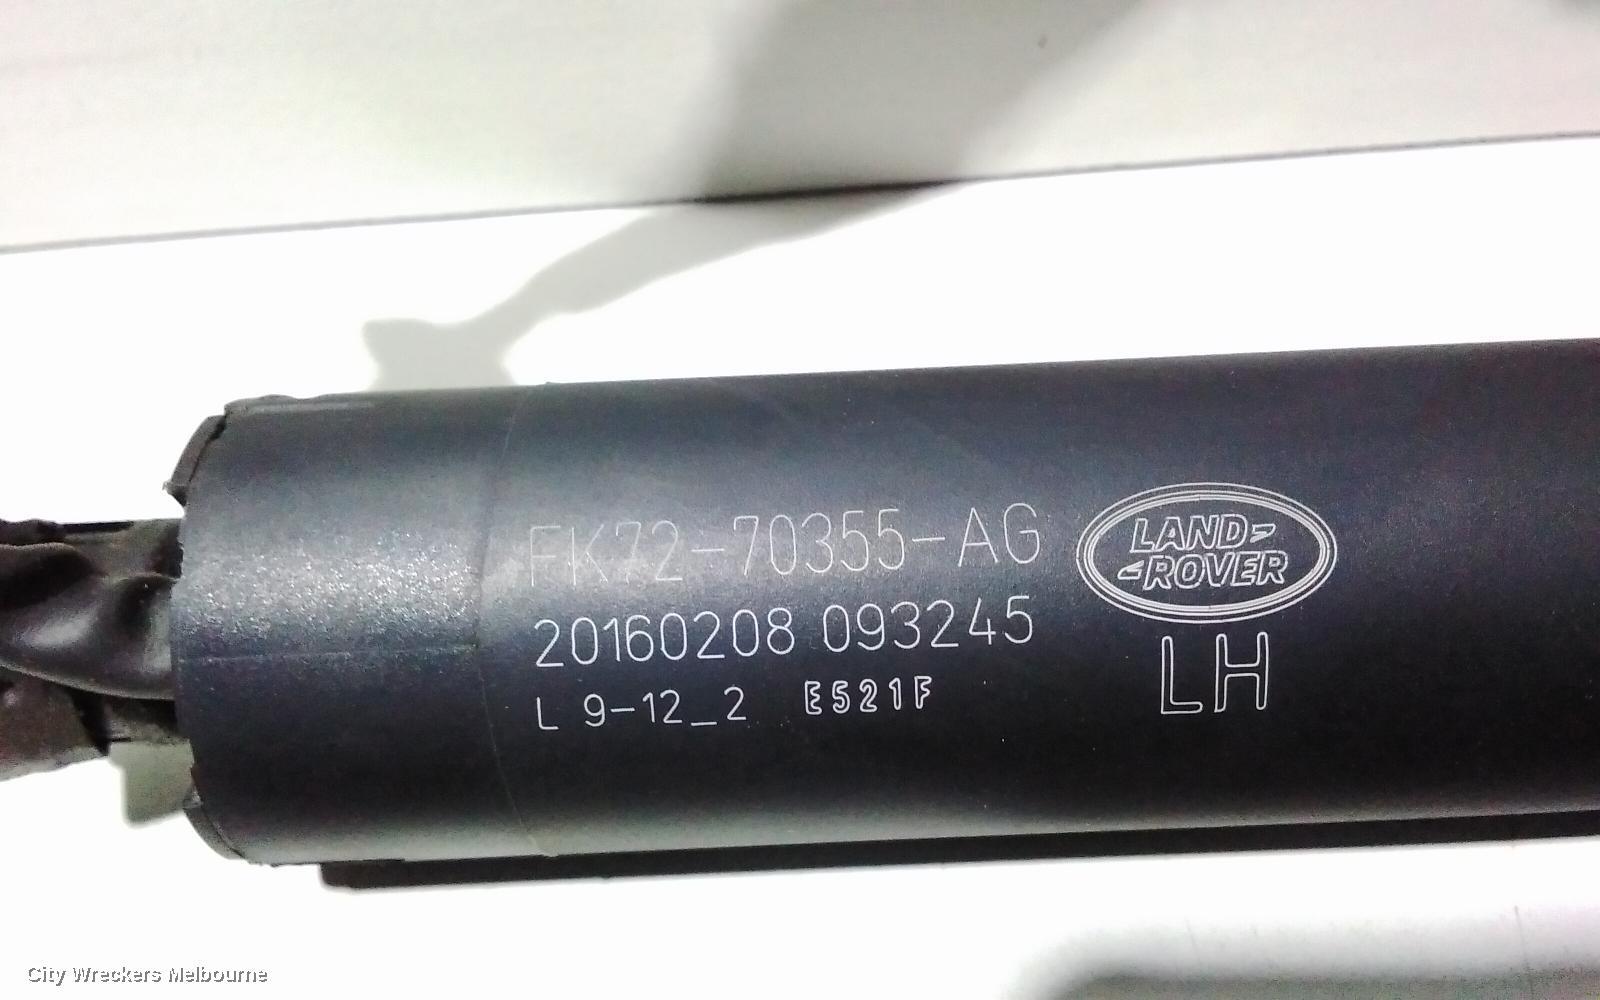 FK72-70355-AG
LAND-
-ROVER
20160208 093245
L 9-12_2 E521F
LH
City Wreckers Melbourne